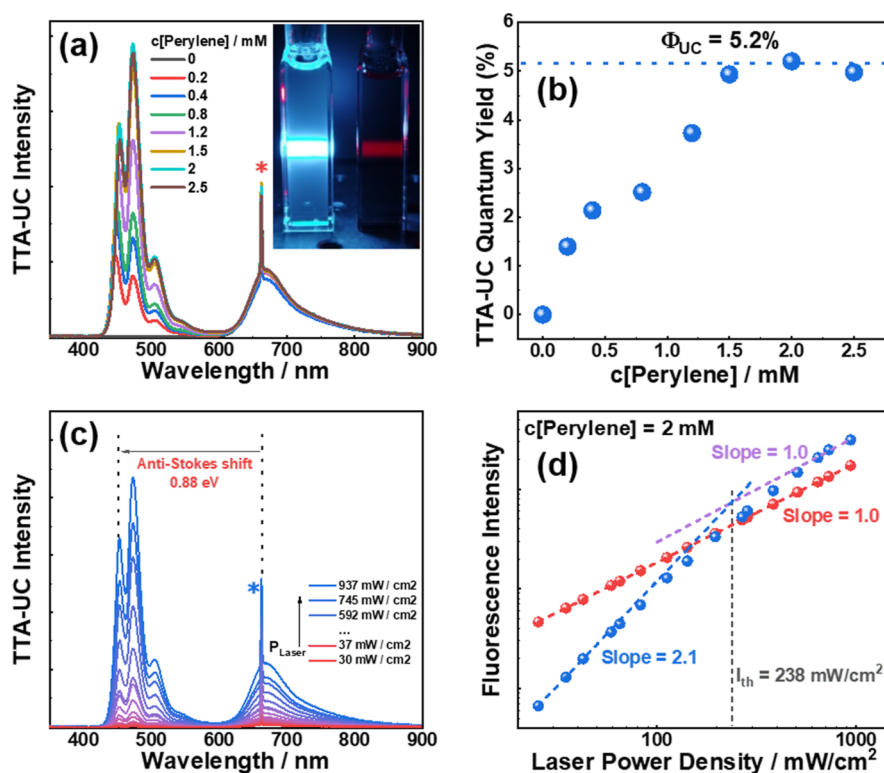 (a)
c[Perylene] / mM
0
0.2
0.4
0.8
1.2
1.5
2
2.5
*
TTA-UC Intensity
400 500 600 700 800 900
Wavelength / nm
(b)
Φ_UC = 5.2%
TTA-UC Quantum Yield (%)
6
5
4
3
2
1
0
0.0 0.5 1.0 1.5 2.0 2.5
c[Perylene] / mM
(c)
Anti-Stokes shift
0.88 eV
*
937 mW / cm2
745 mW / cm2
592 mW / cm2
...
37 mW / cm2
30 mW / cm2
P_Laser
TTA-UC Intensity
400 500 600 700 800 900
Wavelength / nm
c[Perylene] = 2 mM
(d)
Slope = 1.0
Slope = 1.0
Slope = 2.1
I_th = 238 mW/cm²
Fluorescence Intensity
100 1000
Laser Power Density / mW/cm²